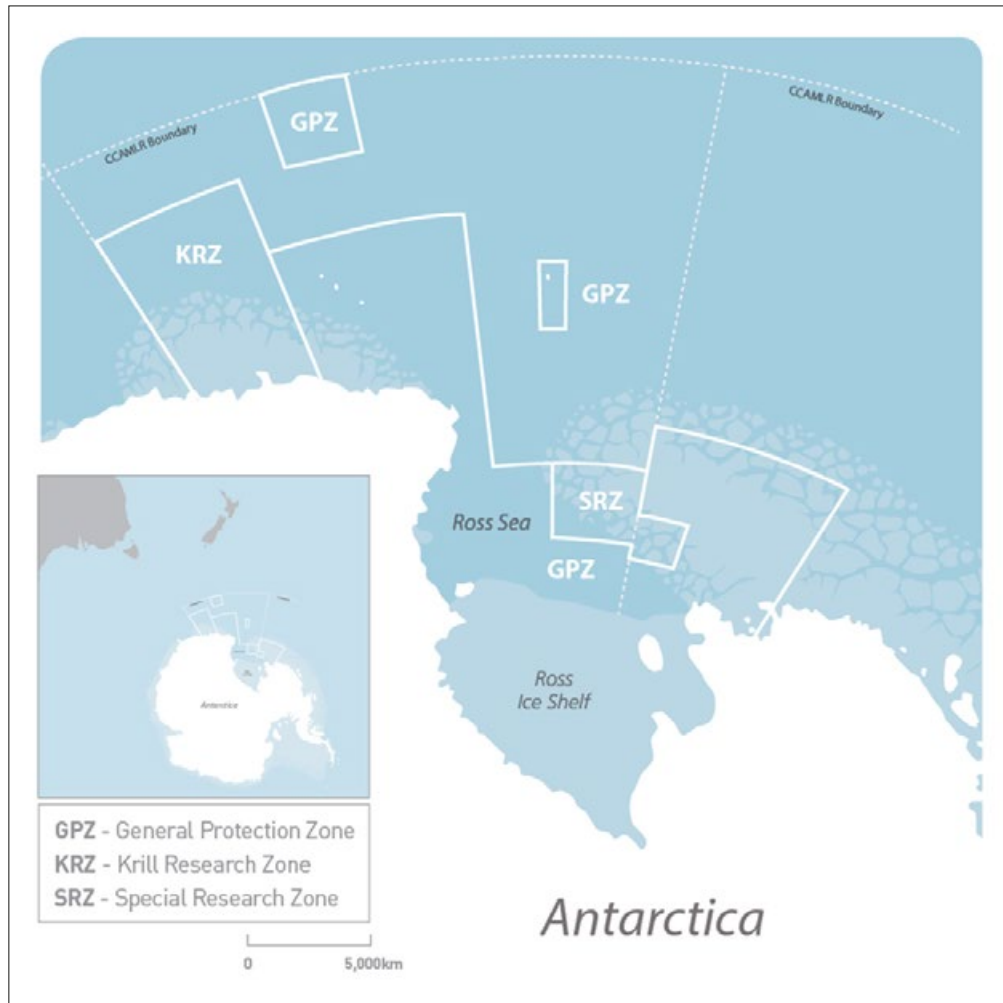 CCAMLR Boundary
CCAMLR Boundary
GPZ
KRZ
GPZ
SRZ
Ross Sea
GPZ
Ross
Ice Shelf
Antarctica
GPZ - General Protection Zone
KRZ - Krill Research Zone
SRZ - Special Research Zone
Antarctica
0 5,000km